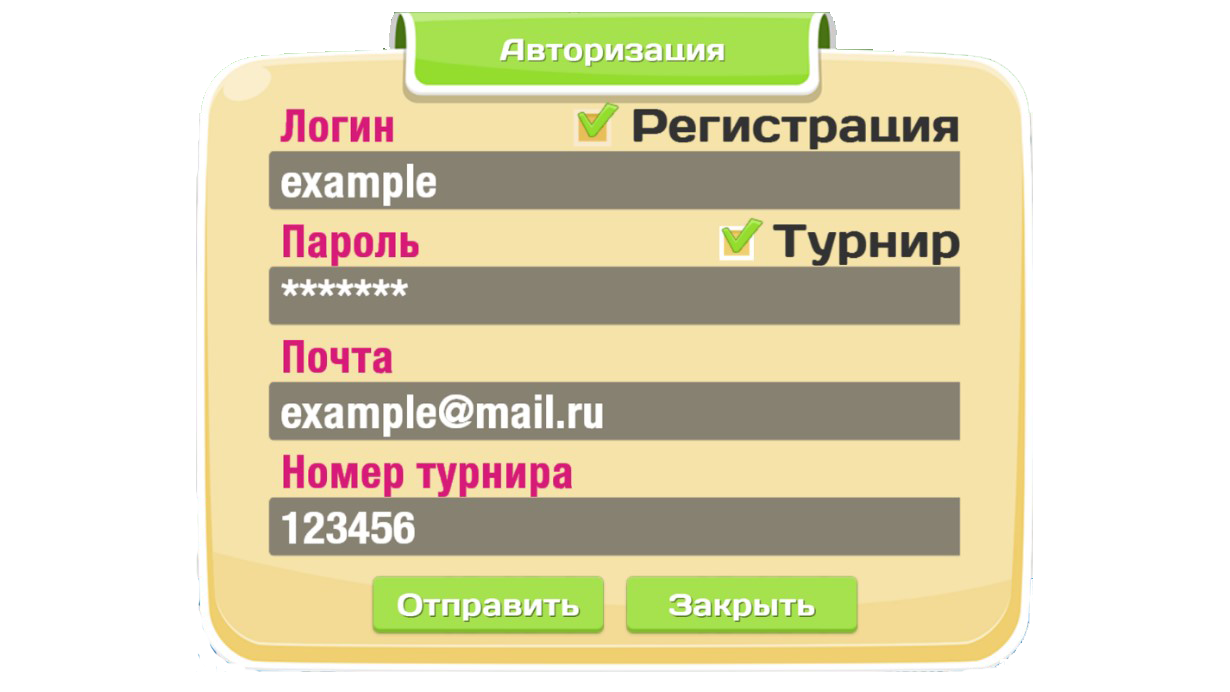 Авторизация
Логин Регистрация
example
Пароль Турнир
*******
Почта
example@mail.ru
Номер турнира
123456
Отправить Закрыть